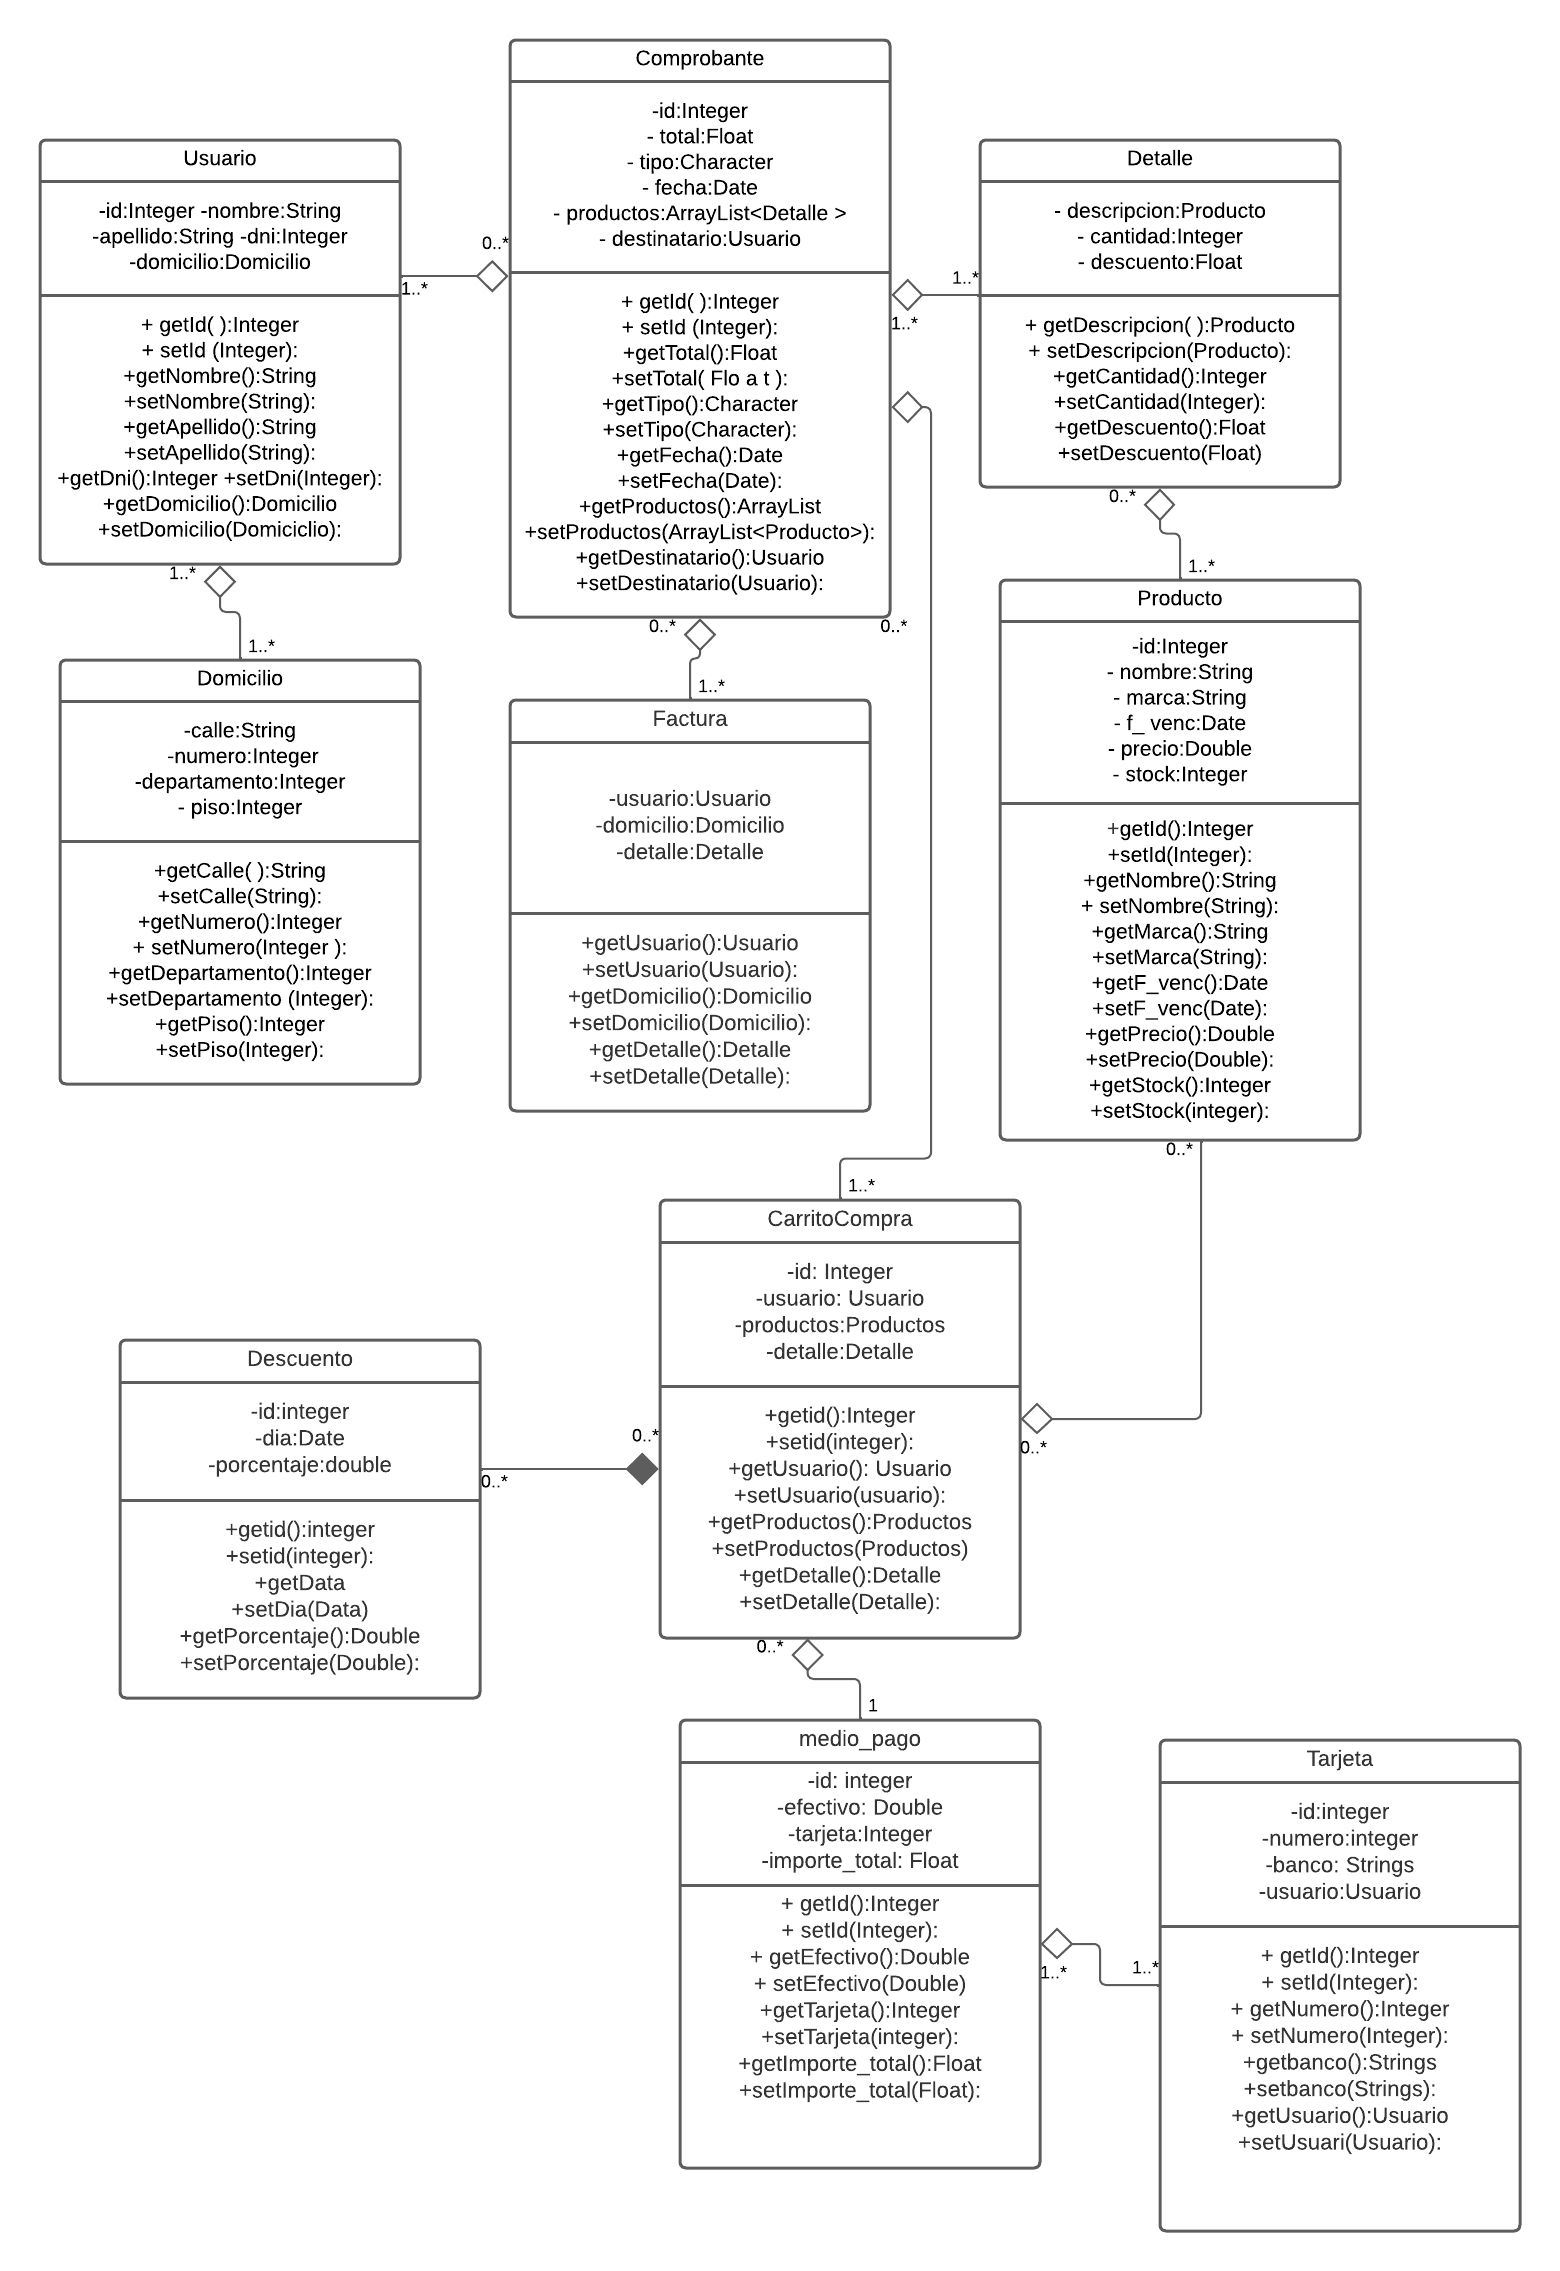 Comprobante
-id:Integer
- total:Float
- tipo:Character
- fecha:Date
- productos:ArrayList<Detalle >
- destinatario:Usuario
+ getId( ):Integer
+ setId (Integer):
+getTotal():Float
+setTotal( Flo a t ):
+getTipo():Character
+setTipo(Character):
+getFecha():Date
+setFecha(Date):
+getProductos():ArrayList
+setProductos(ArrayList<Producto>):
+getDestinatario():Usuario
+setDestinatario(Usuario):
Usuario
-id:Integer -nombre:String
-apellido:String -dni:Integer
-domicilio:Domicilio
+ getId( ):Integer
+ setId (Integer):
+getNombre():String
+setNombre(String):
+getApellido():String
+setApellido(String):
+getDni():Integer +setDni(Integer):
+getDomicilio():Domicilio
+setDomicilio(Domiciclio):
0..*
1..*
Detalle
- descripcion:Producto
- cantidad:Integer
- descuento:Float
+ getDescripcion( ):Producto
+ setDescripcion(Producto):
+getCantidad():Integer
+setCantidad(Integer):
+getDescuento():Float
+setDescuento(Float)
1..*
1..*
0..*
1..*
1..*
1..*
0..*
1..*
0..*
Domicilio
-calle:String
-numero:Integer
-departamento:Integer
- piso:Integer
+getCalle( ):String
+setCalle(String):
+getNumero():Integer
+ setNumero(Integer ):
+getDepartamento():Integer
+setDepartamento (Integer):
+getPiso():Integer
+setPiso(Integer):
Factura
-usuario:Usuario
-domicilio:Domicilio
-detalle:Detalle
+getUsuario():Usuario
+setUsuario(Usuario):
+getDomicilio():Domicilio
+setDomicilio(Domicilio):
+getDetalle():Detalle
+setDetalle(Detalle):
Producto
-id:Integer
- nombre:String
- marca:String
- f_ venc:Date
- precio:Double
- stock:Integer
+getId():Integer
+setId(Integer):
+getNombre():String
+ setNombre(String):
+getMarca():String
+setMarca(String):
+getF_venc():Date
+setF_venc(Date):
+getPrecio():Double
+setPrecio(Double):
+getStock():Integer
+setStock(integer):
0..*
1..*
CarritoCompra
-id: Integer
-usuario: Usuario
-productos:Productos
-detalle:Detalle
+getid():Integer
+setid(integer):
+getUsuario(): Usuario
+setUsuario(usuario):
+getProductos():Productos
+setProductos(Productos)
+getDetalle():Detalle
+setDetalle(Detalle):
0..*
Descuento
-id:integer
-dia:Date
-porcentaje:double
+getid():integer
+setid(integer):
+getData
+setDia(Data)
+getPorcentaje():Double
+setPorcentaje(Double):
0..*
0..*
0..*
1
medio_pago
-id: integer
-efectivo: Double
-tarjeta:Integer
-importe_total: Float
+ getId():Integer
+ setId(Integer):
+ getEfectivo():Double
+ setEfectivo(Double)
+getTarjeta():Integer
+setTarjeta(integer):
+getImporte_total():Float
+setImporte_total(Float):
1..*
1..*
Tarjeta
-id:integer
-numero:integer
-banco: Strings
-usuario:Usuario
+ getId():Integer
+ setId(Integer):
+ getNumero():Integer
+ setNumero(Integer):
+getbanco():Strings
+setbanco(Strings):
+getUsuario():Usuario
+setUsuari(Usuario):